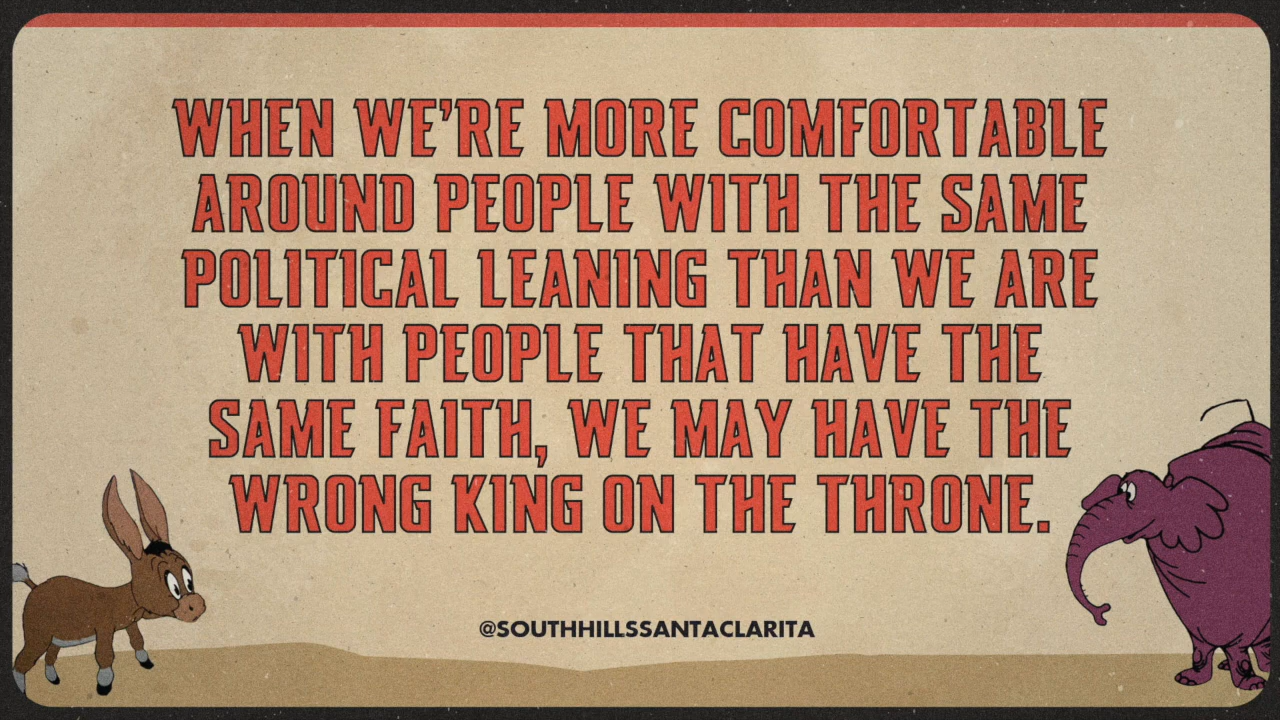 WHEN WE'RE MORE COMFORTABLE
AROUND PEOPLE WITH THE SAME
POLITICAL LEANING THAN WE ARE
WITH PEOPLE THAT HAVE THE
SAME FAITH, WE MAY HAVE THE
WRONG KING ON THE THRONE.
@SOUTHHILLSSANTACLARITA